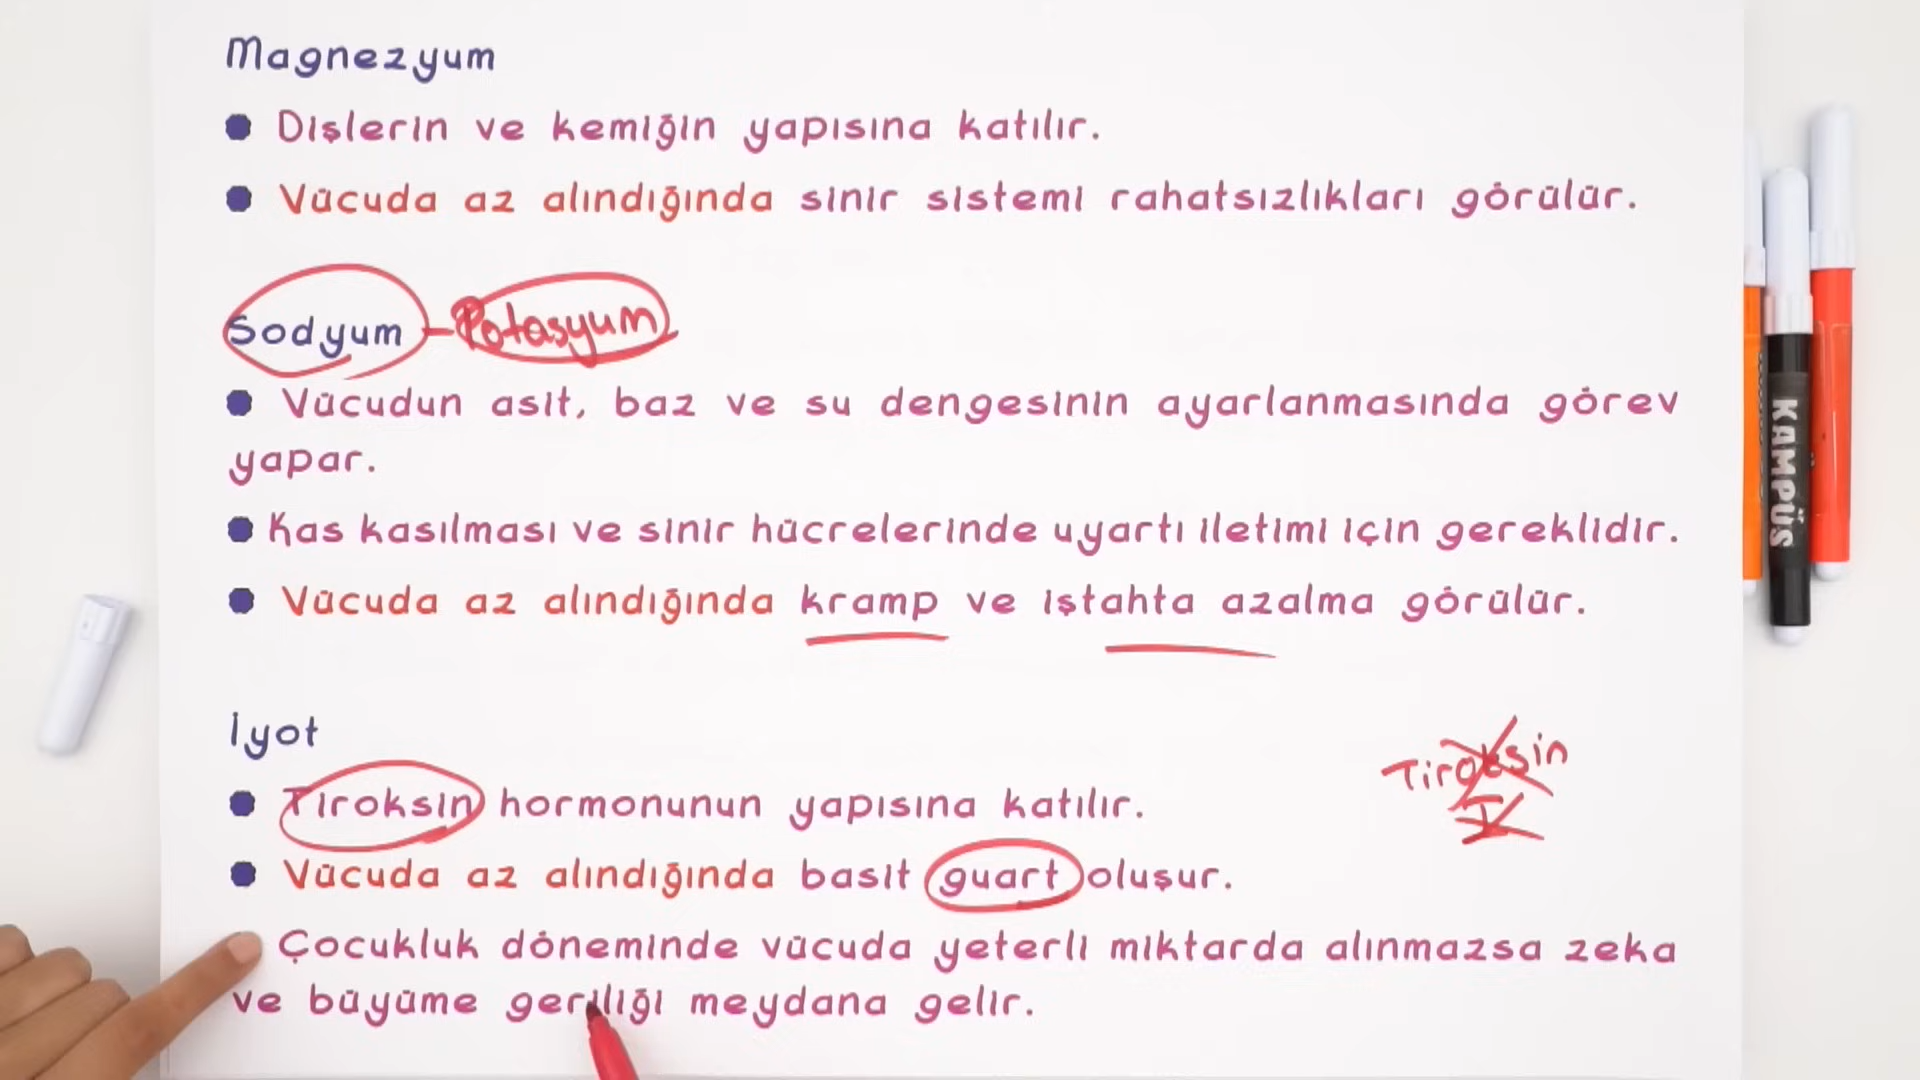 Magnezyum
Dişlerin ve kemiğin yapısına katılır.
Vücuda az alındığında sinir sistemi rahatsızlıkları görülür.
Sodyum - Potasyum
Vücudun asit, baz ve su dengesinin ayarlanmasında görev
yapar.
Kas kasılması ve sinir hücrelerinde uyartı iletimi için gereklidir.
Vücuda az alındığında kramp ve iştahta azalma görülür.
İyot
Tiroksin hormonunun yapısına katılır.
Tiroksin
I
Vücuda az alındığında basit guart oluşur.
Çocukluk döneminde vücuda yeterli miktarda alınmazsa zeka
ve büyüme geriliği meydana gelir.
KAMPÜS